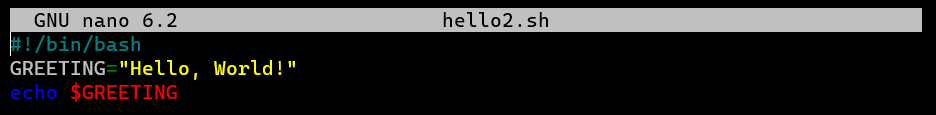 GNU nano 6.2 hello2.sh
#!/bin/bash
GREETING="Hello, World!"
echo $GREETING